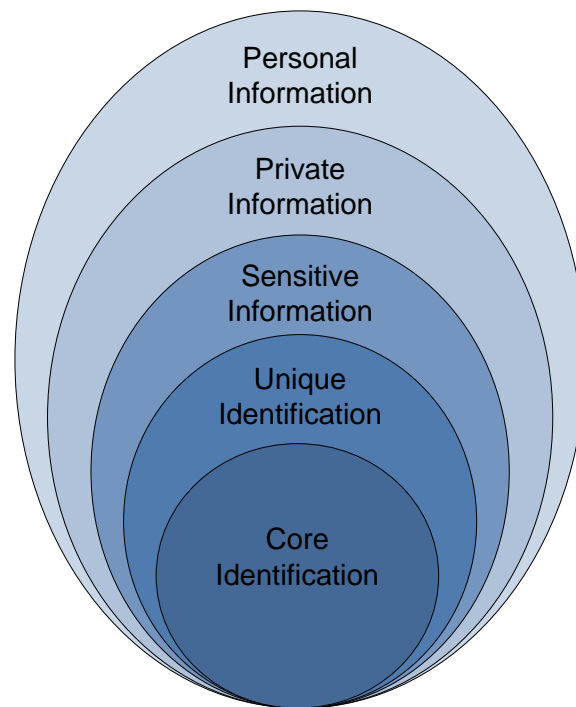 Personal
Information
Private
Information
Sensitive
Information
Unique
Identification
Core
Identification